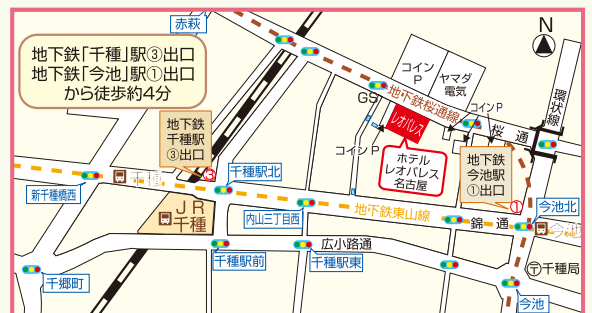 赤萩
N
地下鉄「千種」駅③出口
地下鉄「今池」駅①出口
から徒歩約4分
コイン
P
ヤマダ
電気
地下鉄桜通線
GS
コインP
環状線
桜通
レオパレス
地下鉄
千種駅
③出口
コインP
ホテル
レオパレス
名古屋
地下鉄
今池駅
①出口
千種
③
千種駅北
新千種橋西
①
今池北
JR
千種
内山三丁目西
地下鉄東山線
錦通
今池
広小路通
千種駅前
千種駅東
〒千種局
千郷町
今池